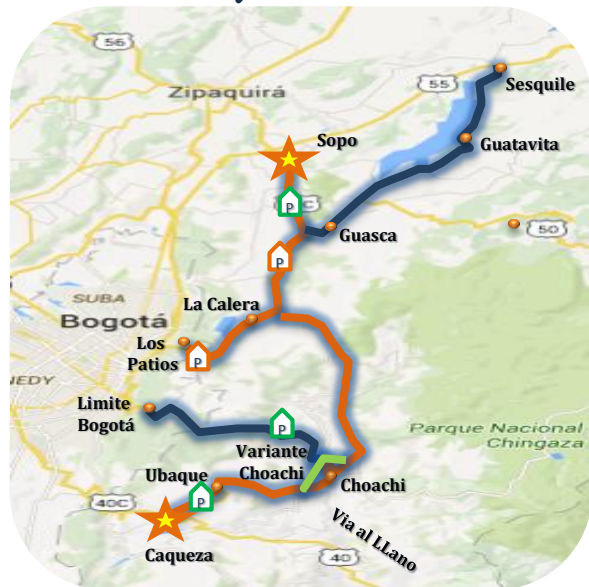 56
55
Sesquile
Zipaquirá
Sopo
Guatavita
P
C
Guasca
50
P
SUBA
La Calera
Bogotá
Los
Patios
P
NEDY
Limite
Bogotá
P
Parque Nacional
Chingaza
Variante
Choachi
Ubaque
Choachi
P
40C
Via al LLano
Caqueza
40